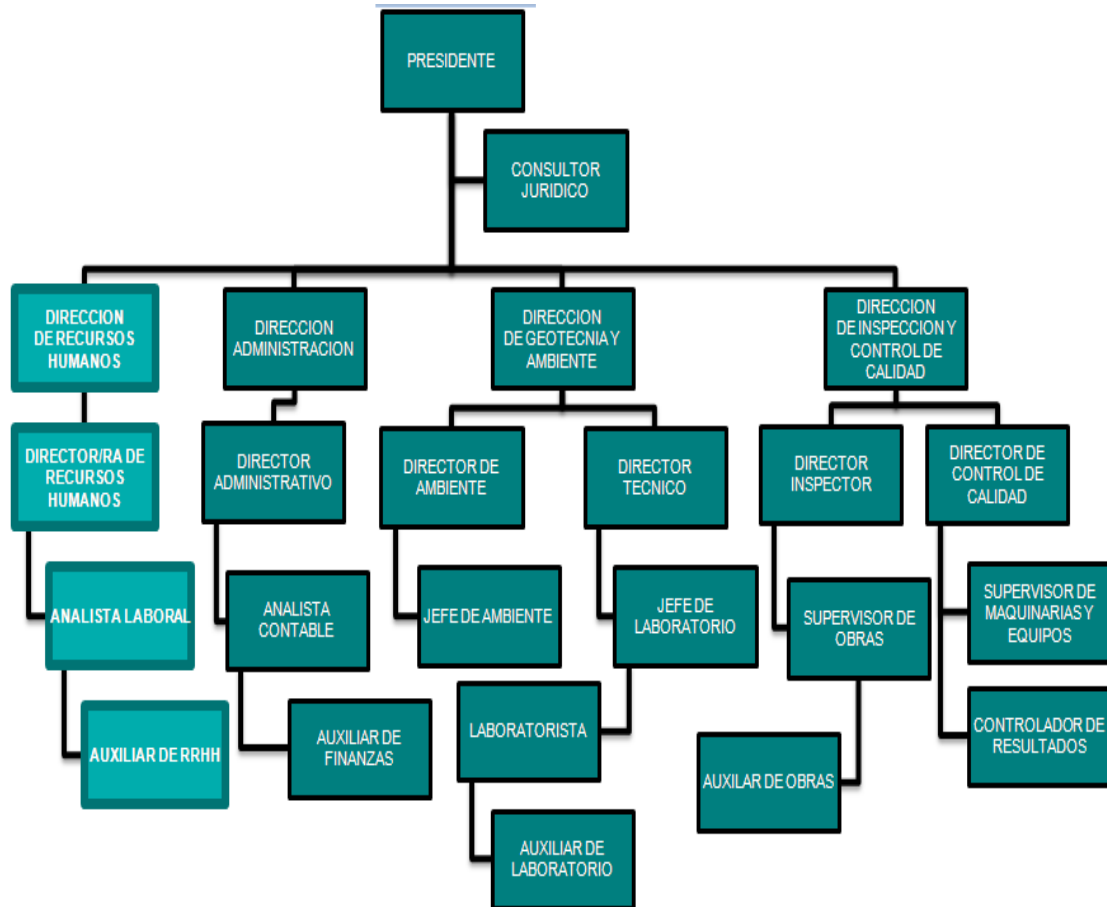 PRESIDENTE
CONSULTOR
JURIDICO
DIRECCION
DE RECURSOS
HUMANOS
DIRECCION
ADMINISTRACION
DIRECCION
DE GEOTECNIA Y
AMBIENTE
DIRECCION
DE INSPECCION Y
CONTROL DE
CALIDAD
DIRECTOR/RA DE
RECURSOS
HUMANOS
DIRECTOR
ADMINISTRATIVO
DIRECTOR DE
AMBIENTE
DIRECTOR
TECNICO
DIRECTOR
INSPECTOR
DIRECTOR DE
CONTROL DE
CALIDAD
ANALISTA LABORAL
ANALISTA
CONTABLE
JEFE DE AMBIENTE
JEFE DE
LABORATORIO
SUPERVISOR DE
OBRAS
SUPERVISOR DE
MAQUINARIAS Y
EQUIPOS
AUXILIAR DE RRHH
AUXILIAR DE
FINANZAS
LABORATORISTA
AUXILAR DE OBRAS
CONTROLADOR DE
RESULTADOS
AUXILIAR DE
LABORATORIO